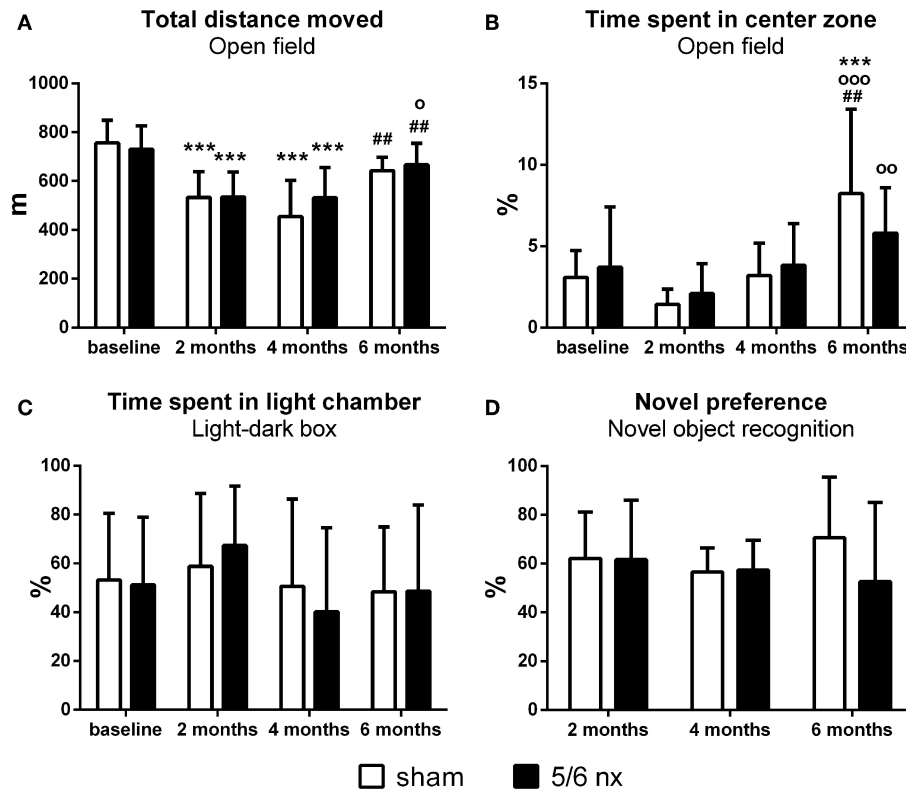 A
Total distance moved
Open field
m
1000
800
600
400
200
0
*** ***
*** ***
##
o
##
baseline 2 months 4 months 6 months
B
Time spent in center zone
Open field
%
15
10
5
0
***
ooo
##
oo
baseline 2 months 4 months 6 months
C
Time spent in light chamber
Light-dark box
%
100
80
60
40
20
0
baseline 2 months 4 months 6 months
D
Novel preference
Novel object recognition
%
100
80
60
40
20
0
2 months 4 months 6 months
sham 5/6 nx